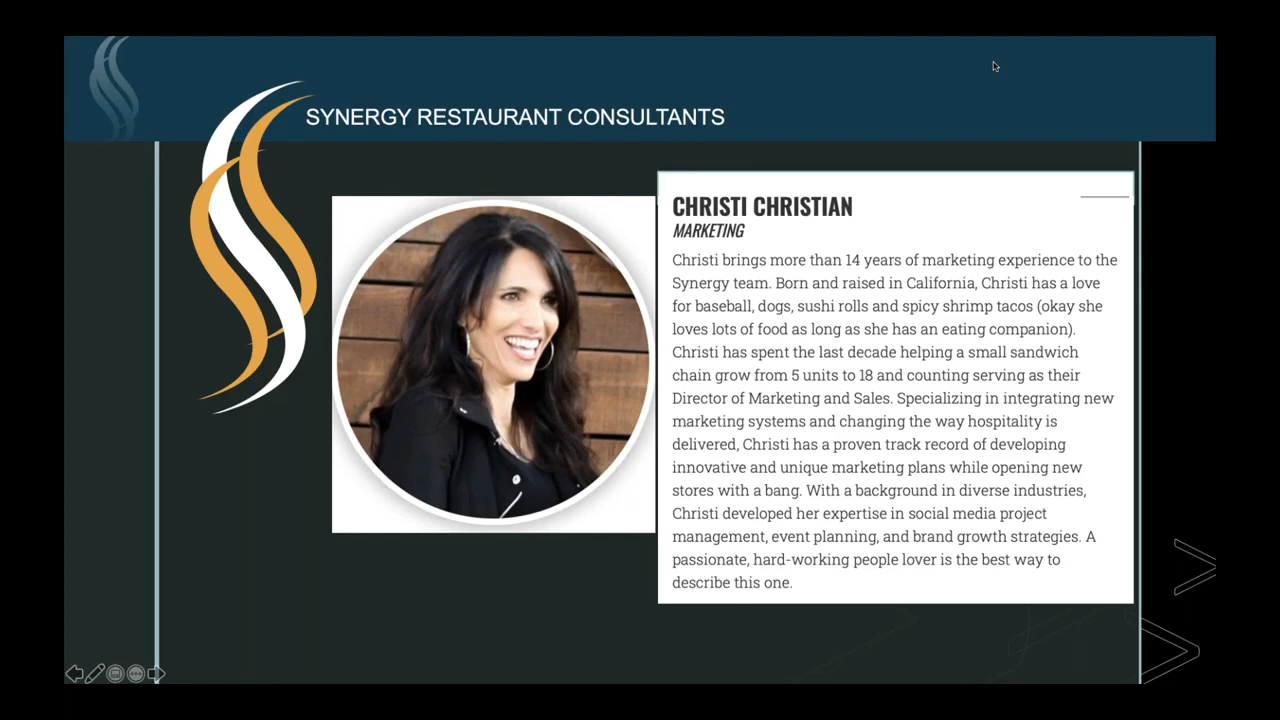 SYNERGY RESTAURANT CONSULTANTS
CHRISTI CHRISTIAN
MARKETING
Christi brings more than 14 years of marketing experience to the
Synergy team. Born and raised in California, Christi has a love
for baseball, dogs, sushi rolls and spicy shrimp tacos (okay she
loves lots of food as long as she has an eating companion).
Christi has spent the last decade helping a small sandwich
chain grow from 5 units to 18 and counting serving as their
Director of Marketing and Sales. Specializing in integrating new
marketing systems and changing the way hospitality is
delivered, Christi has a proven track record of developing
innovative and unique marketing plans while opening new
stores with a bang. With a background in diverse industries,
Christi developed her expertise in social media project
management, event planning, and brand growth strategies. A
passionate, hard-working people lover is the best way to
describe this one.